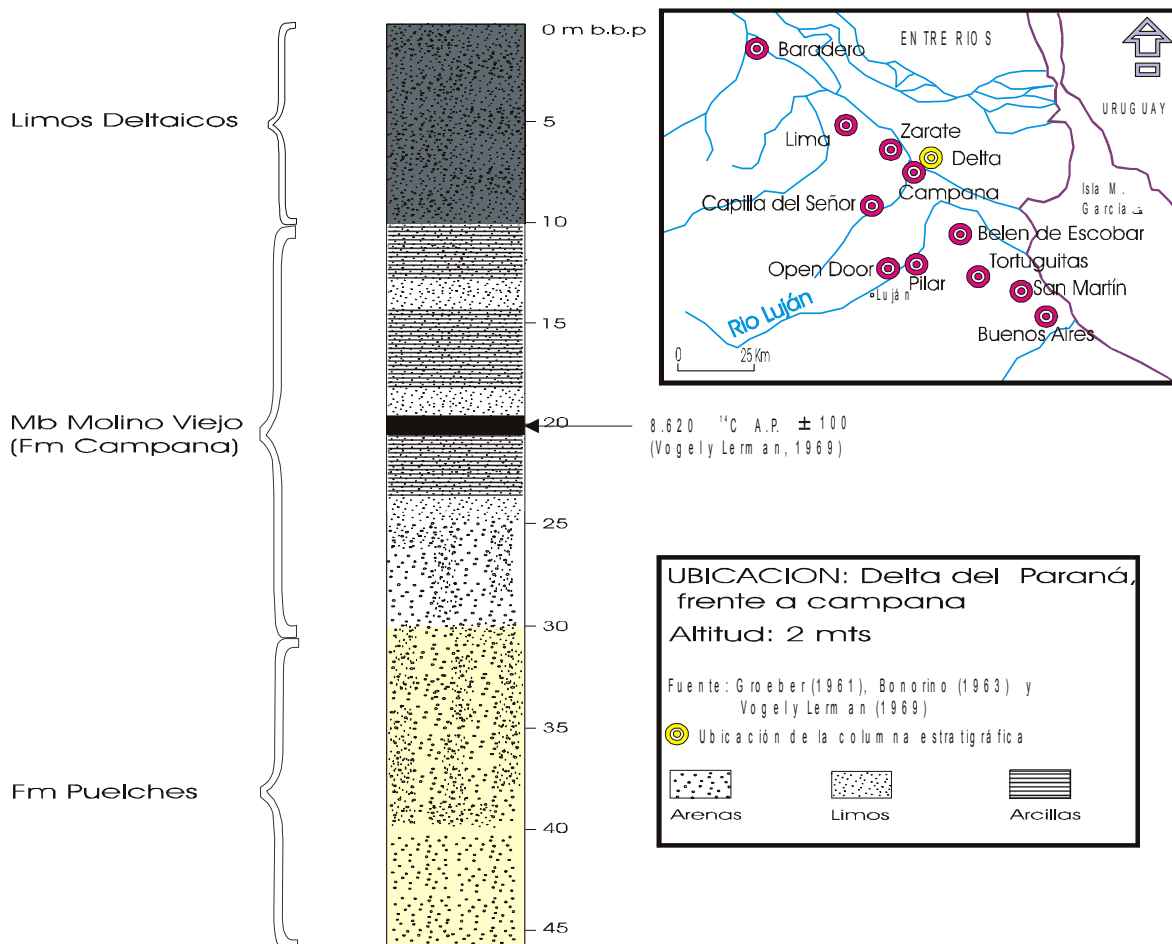 0 m b.b.p
5
10
15
20
25
30
35
40
45
Limos Deltaicos
Mb Molino Viejo
(Fm Campana)
Fm Puelches
8.620 ¹⁴C A.P. ± 100
(Vogel y Lerman, 1969)
ENTRE RIOS
URUGUAY
Baradero
Lima
Zarate
Delta
Campana
Isla M.
García
Capilla del Señor
Belen de Escobar
Open Door
Pilar
Tortuguitas
Luján
San Martín
Rio Luján
Buenos Aires
0 25 Km
UBICACION: Delta del Paraná,
frente a campana
Altitud: 2 mts
Fuente: Groeber (1961), Bonorino (1963) y
Vogel y Lerman (1969)
Ubicación de la columna estratigráfica
Arenas
Limos
Arcillas